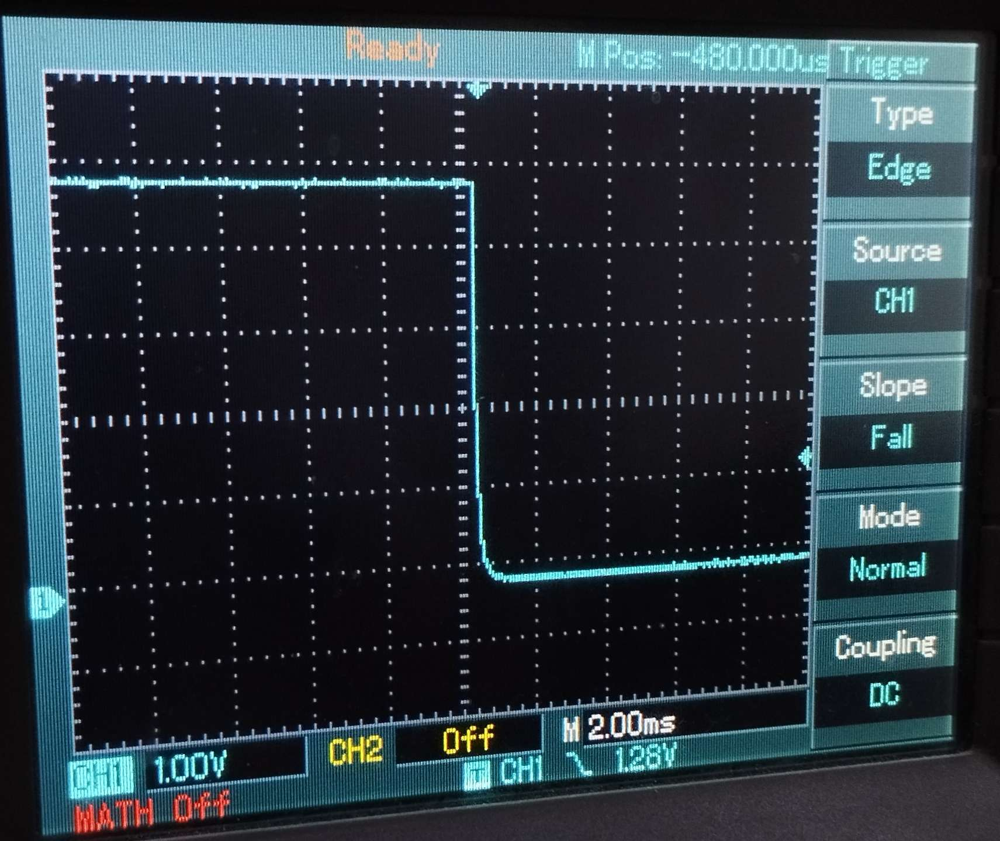 Ready M Pos: -480.000us Trigger
Type
Edge
Source
CH1
Slope
Fall
Mode
Normal
Coupling
DC
1
CH1 1.00V CH2 Off M 2.00ms
T CH1 1.28V
MATH Off